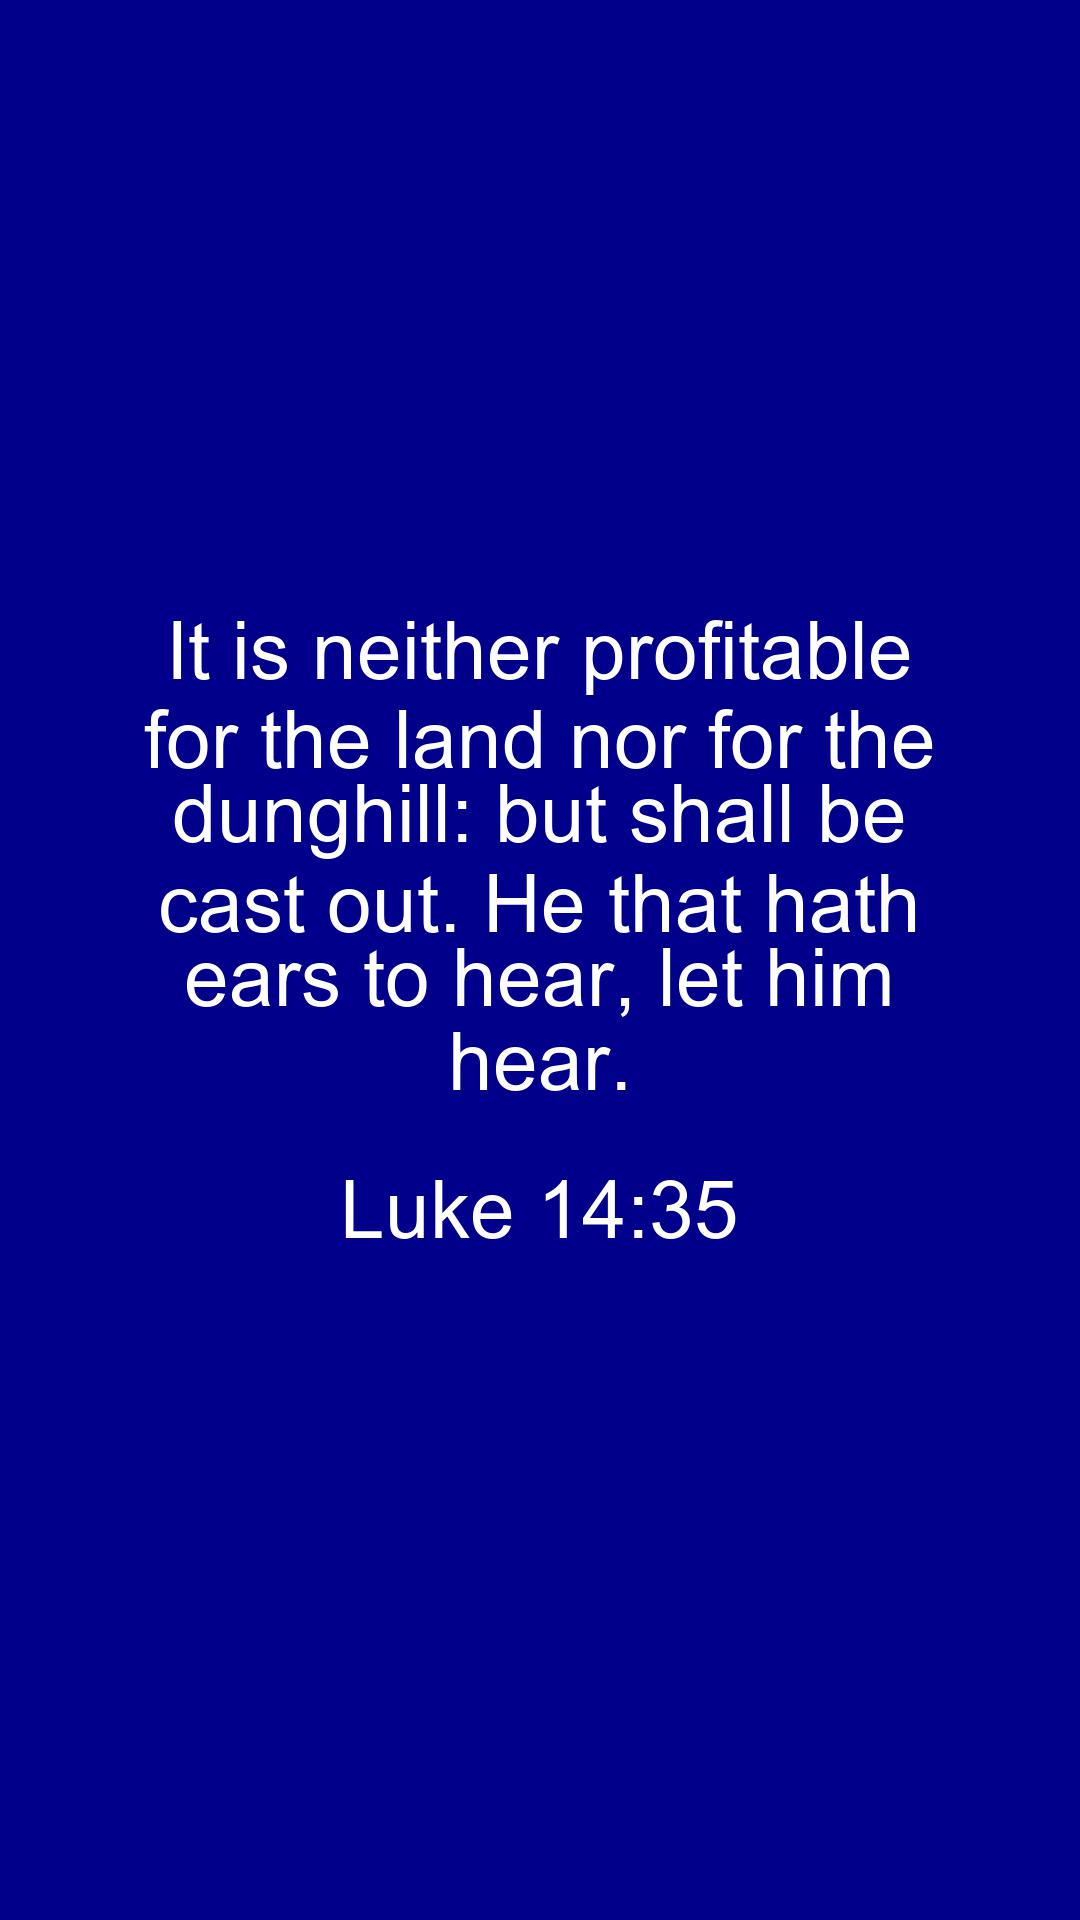 It is neither profitable
for the land nor for the
dunghill: but shall be
cast out. He that hath
ears to hear, let him
hear.
Luke 14:35